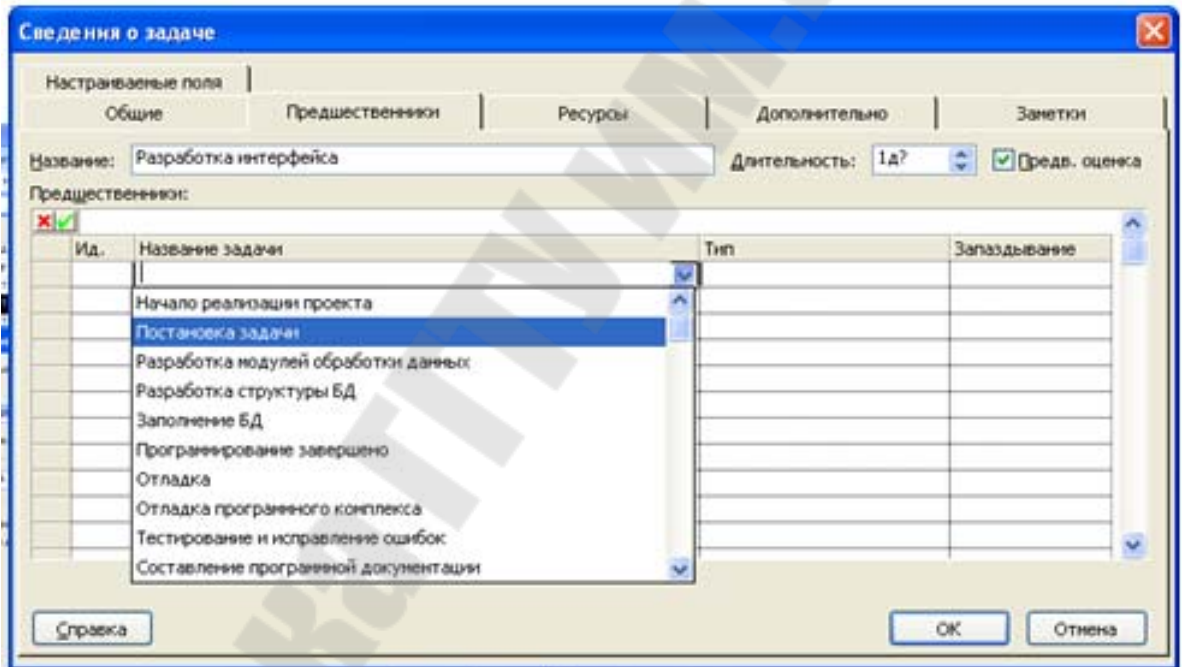 Сведения о задаче
Настраиваемые поля
Общие Предшественники Ресурсы Дополнительно Заметки
Название: Разработка интерфейса Длительность: 1д? Предв. оценка
Предшественники:
Ид. Название задачи Тип Запаздывание
Начало реализации проекта
Постановка задачи
Разработка модулей обработки данных
Разработка структуры БД
Заполнение БД
Программирование завершено
Отладка
Отладка программного комплекса
Тестирование и исправление ошибок
Составление программной документации
Справка ОК Отмена